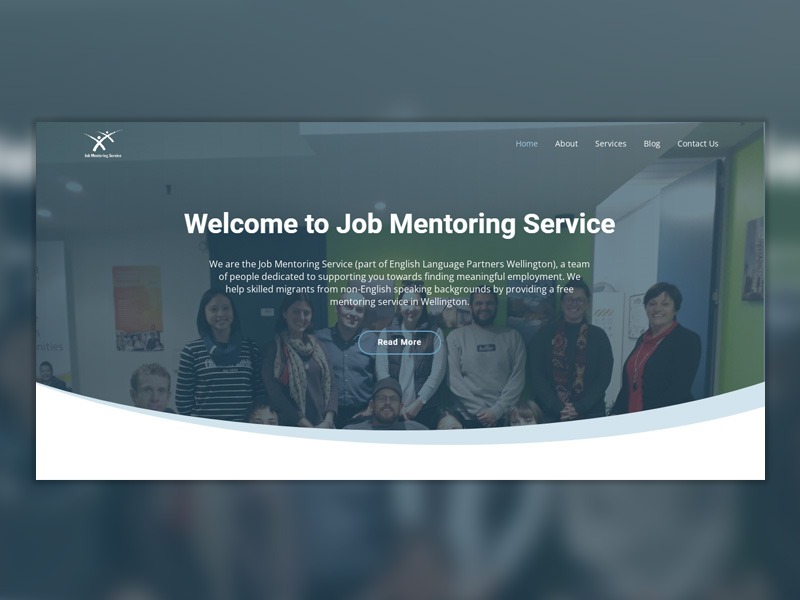 Job Mentoring Service
Home About Services Blog Contact Us
Welcome to Job Mentoring Service
We are the Job Mentoring Service (part of English Language Partners Wellington), a team
of people dedicated to supporting you towards finding meaningful employment. We
help skilled migrants from non-English speaking backgrounds by providing a free
mentoring service in Wellington.
Read More